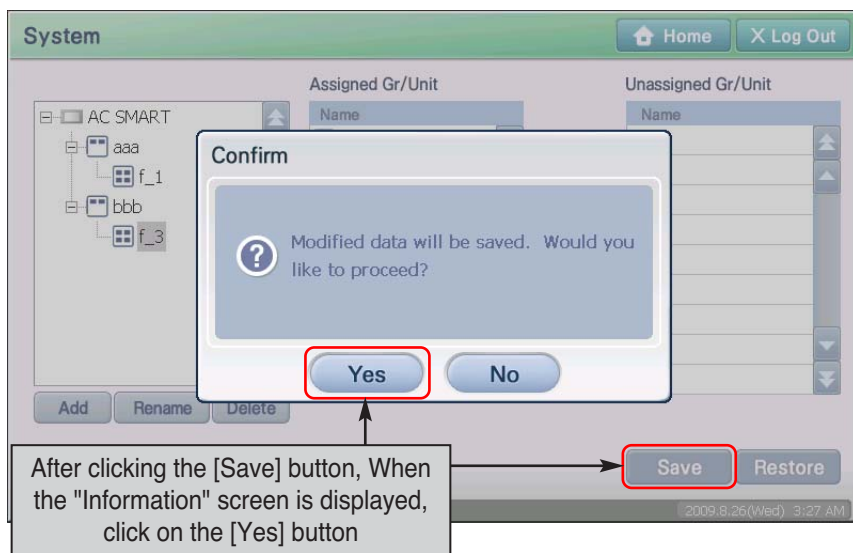 System
Home
X Log Out
Assigned Gr/Unit
Unassigned Gr/Unit
Name
Name
AC SMART
aaa
f_1
bbb
f_3
Confirm
Modified data will be saved. Would you
like to proceed?
Yes
No
Add
Rename
Delete
Save
Restore
After clicking the [Save] button, When
the "Information" screen is displayed,
click on the [Yes] button
2009.8.26(Wed) 3:27 AM